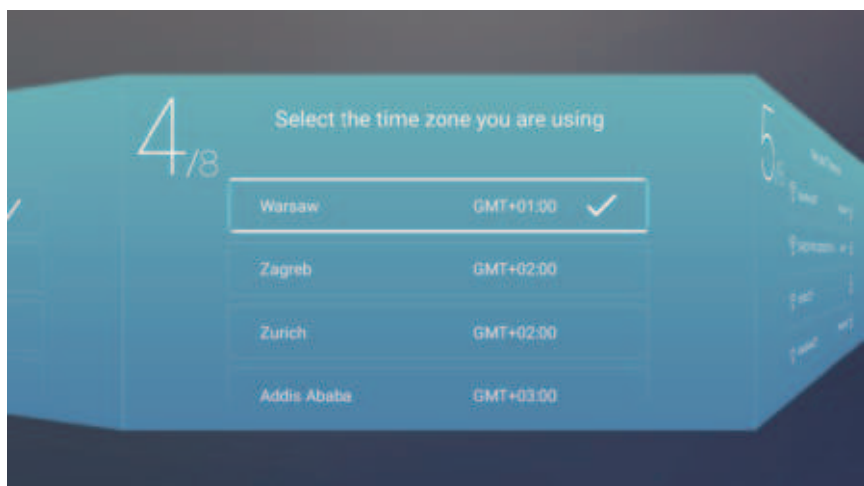 4/8
Select the time zone you are using
Warsaw GMT+01:00
Zagreb GMT+02:00
Zurich GMT+02:00
Addis Ababa GMT+03:00
5